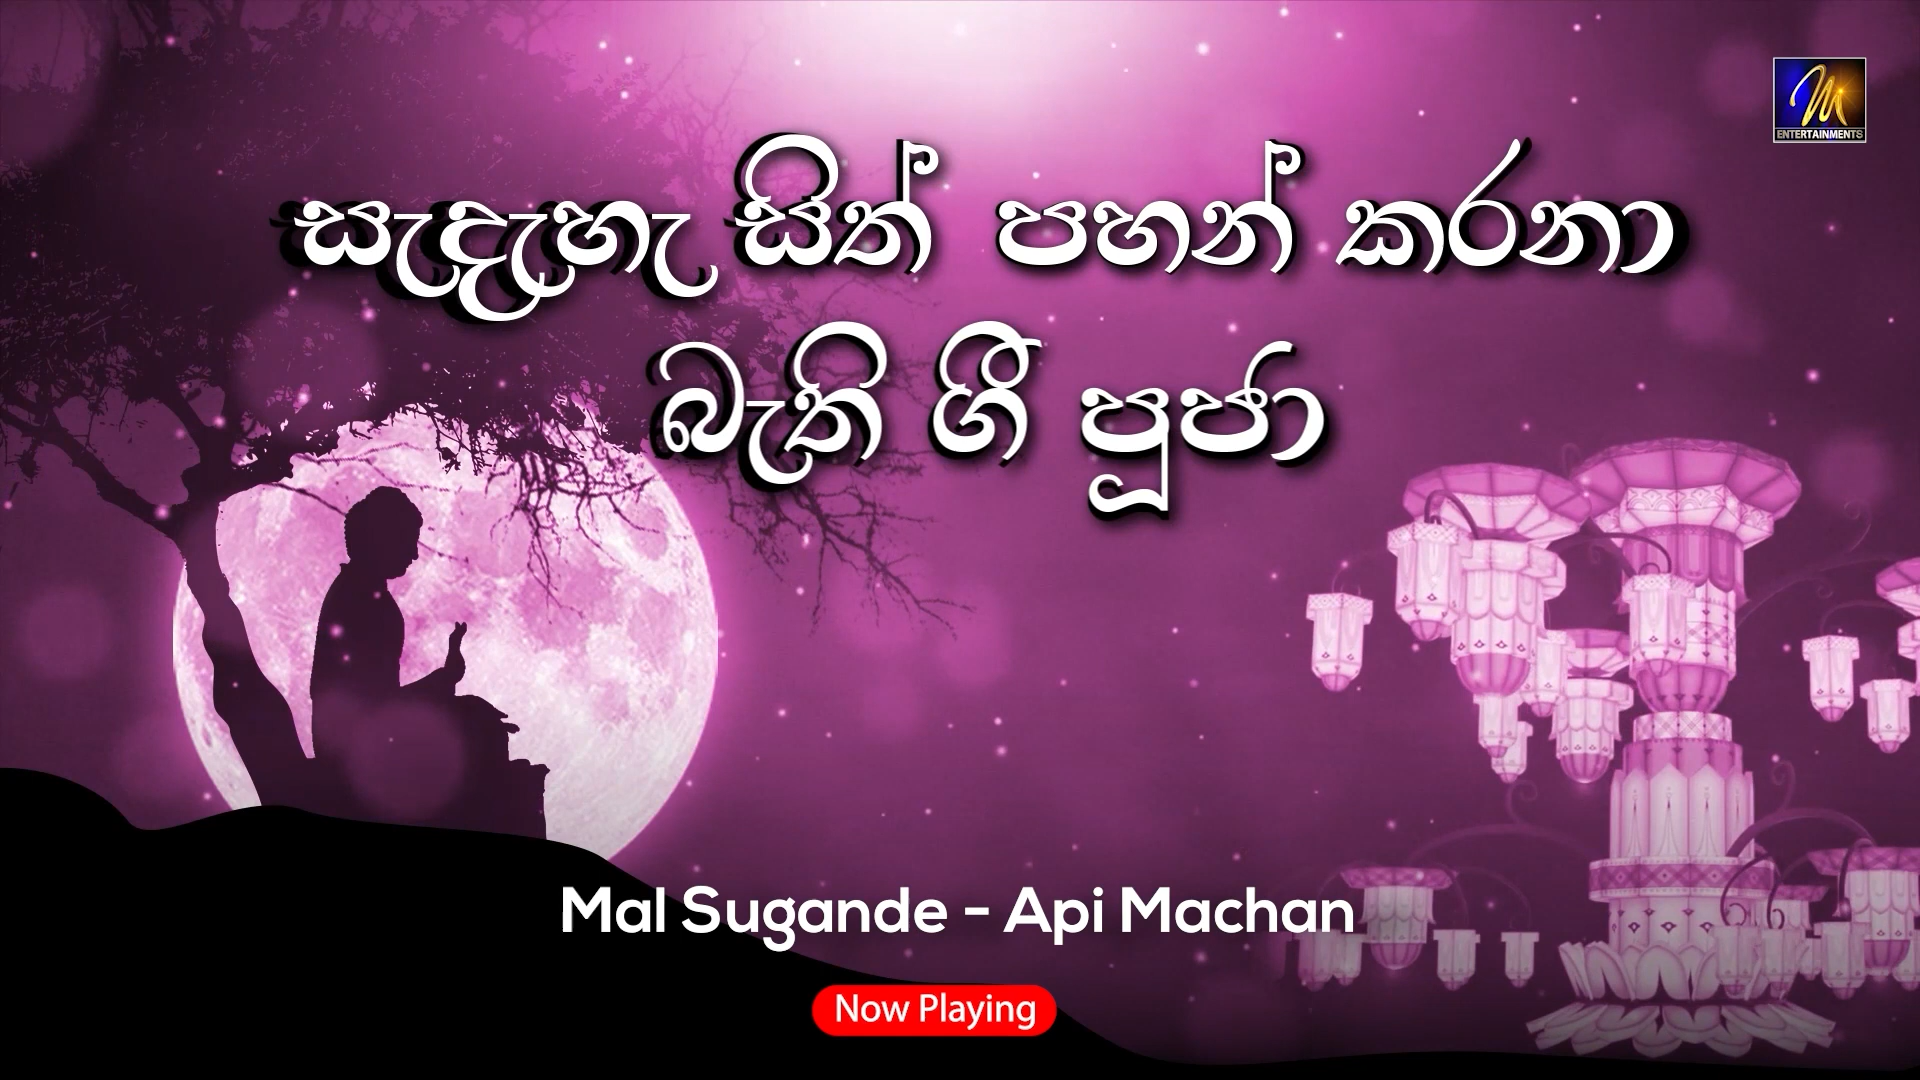 M
ENTERTAINMENTS
සැදැහැ සිත් පහන් කරනා
බැති ගී පූජා
Mal Sugande - Api Machan
Now Playing